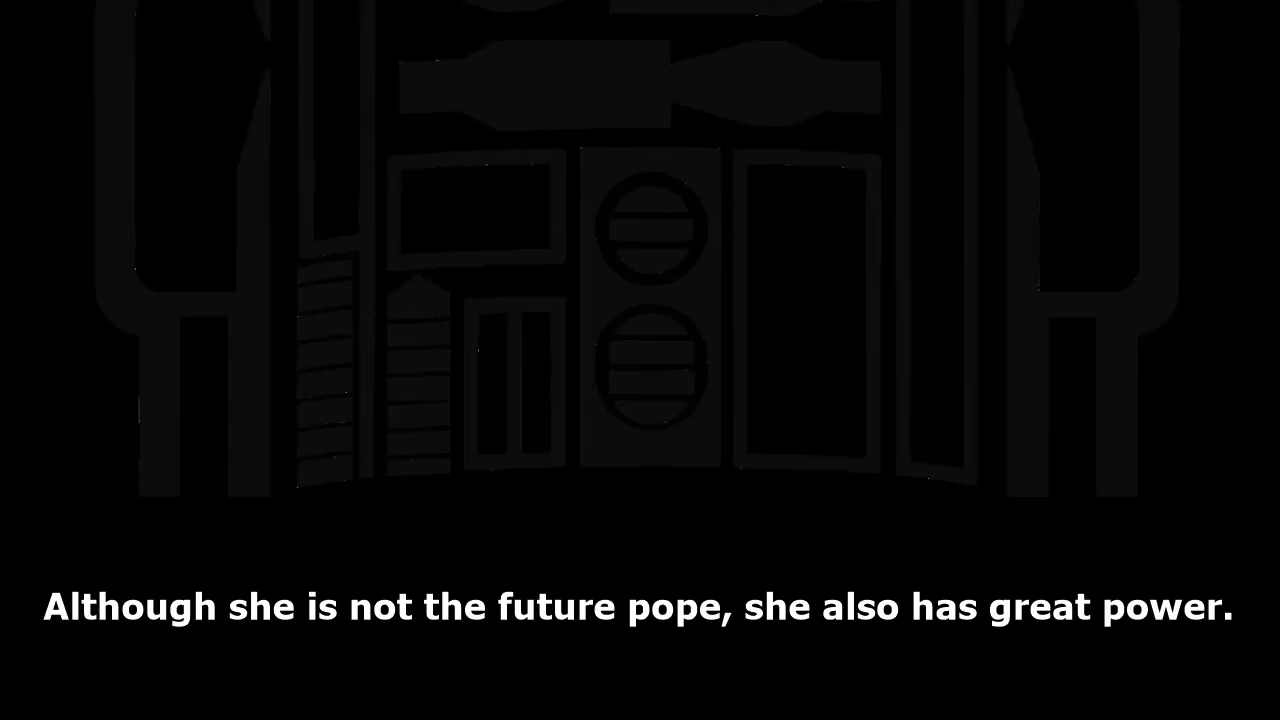 Although she is not the future pope, she also has great power.